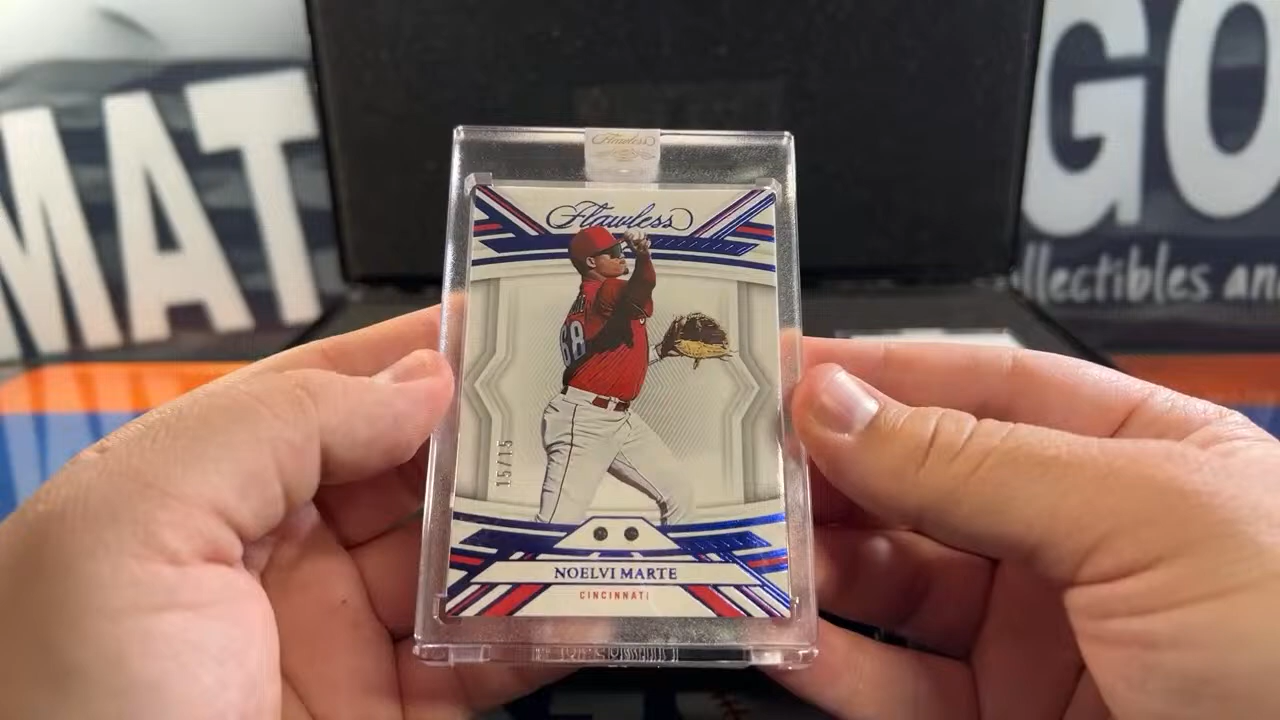 MAT
GO
llectibles an
Flawless
Flawless
68
15/15
NOELVI MARTE
CINCINNATI